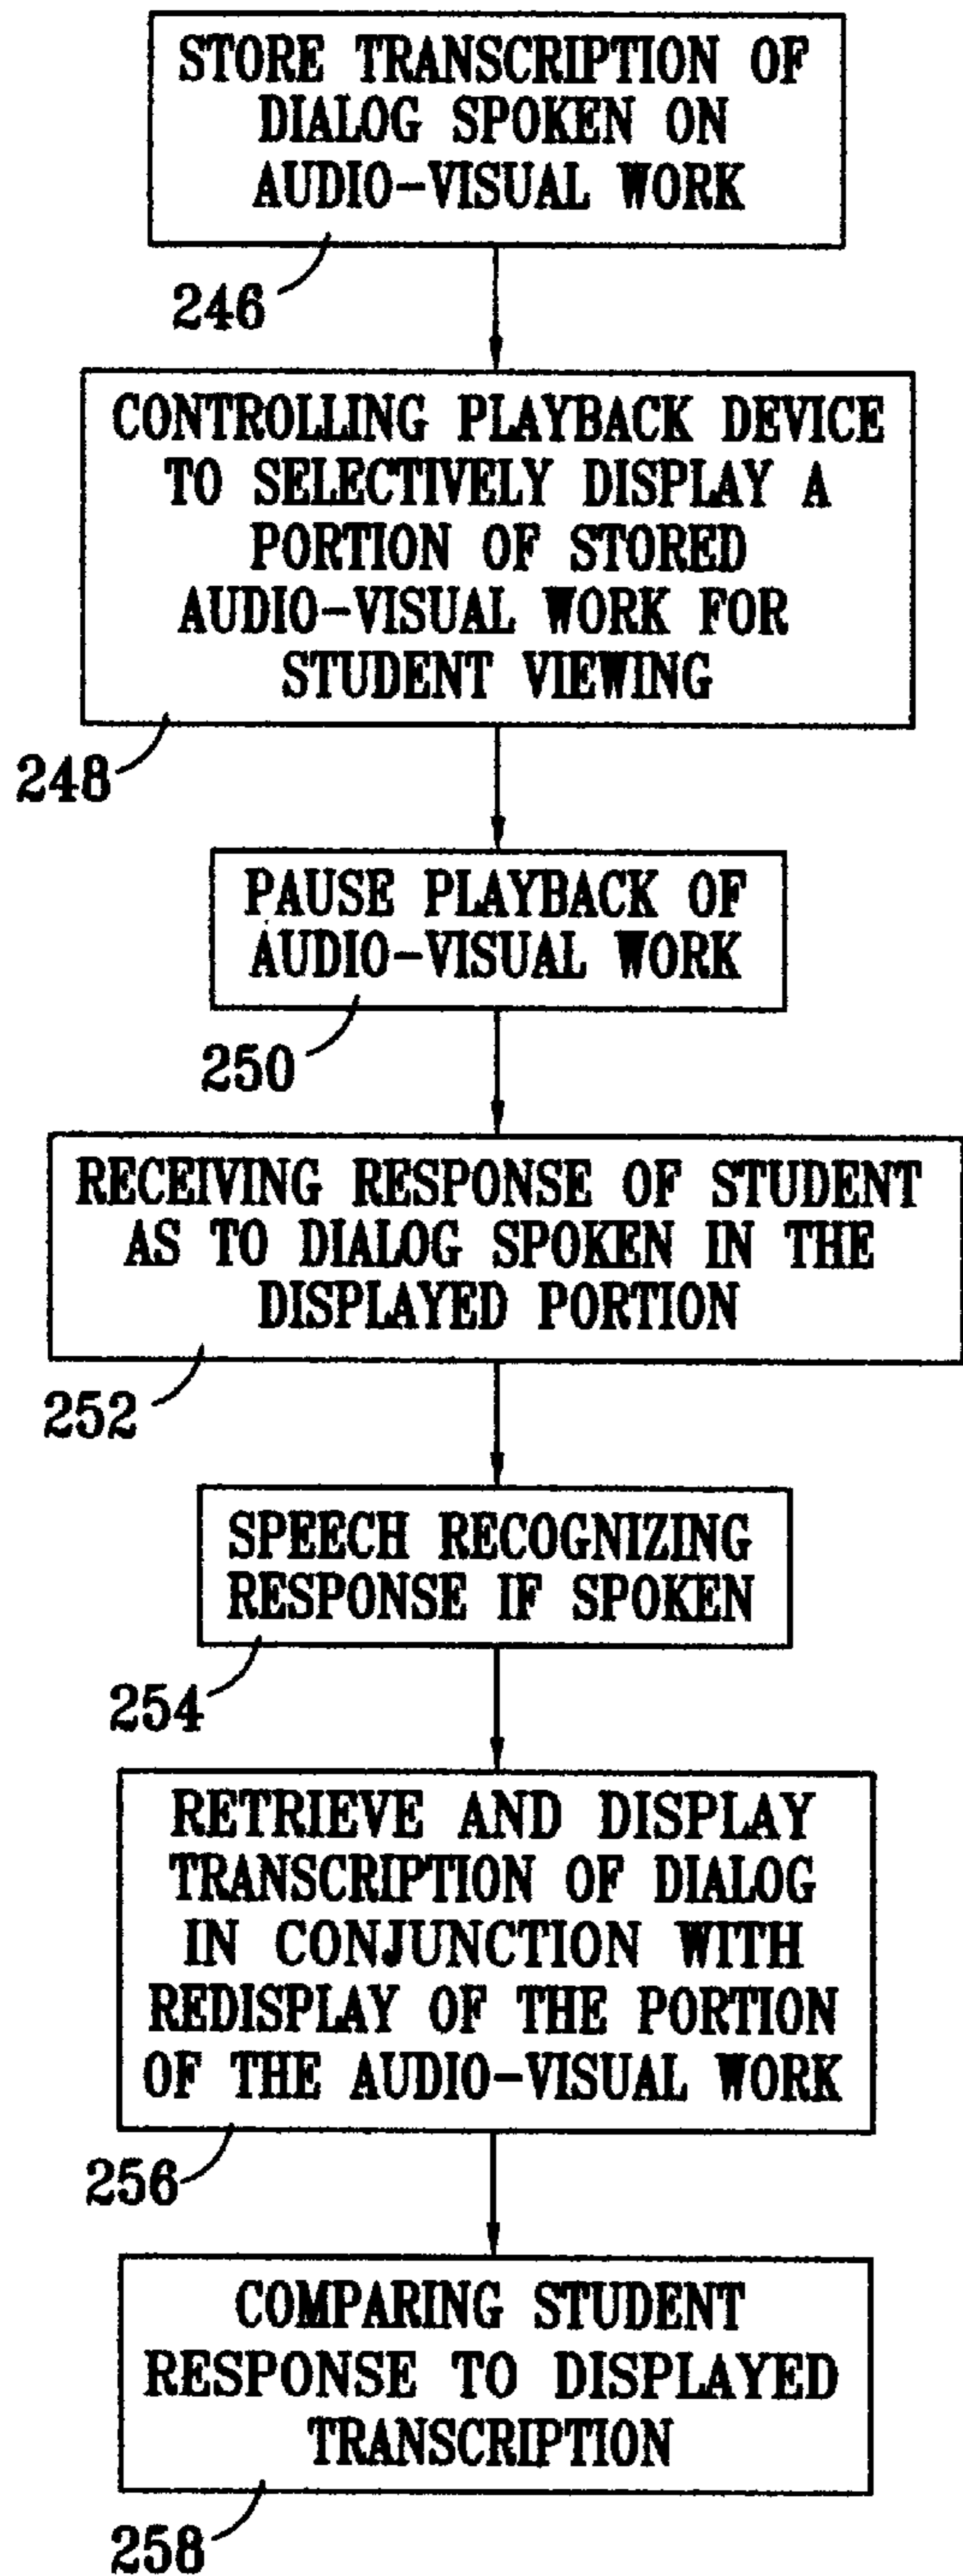 STORE TRANSCRIPTION OF
DIALOG SPOKEN ON
AUDIO-VISUAL WORK
246
CONTROLLING PLAYBACK DEVICE
TO SELECTIVELY DISPLAY A
PORTION OF STORED
AUDIO-VISUAL WORK FOR
STUDENT VIEWING
248
PAUSE PLAYBACK OF
AUDIO-VISUAL WORK
250
RECEIVING RESPONSE OF STUDENT
AS TO DIALOG SPOKEN IN THE
DISPLAYED PORTION
252
SPEECH RECOGNIZING
RESPONSE IF SPOKEN
254
RETRIEVE AND DISPLAY
TRANSCRIPTION OF DIALOG
IN CONJUNCTION WITH
REDISPLAY OF THE PORTION
OF THE AUDIO-VISUAL WORK
256
COMPARING STUDENT
RESPONSE TO DISPLAYED
TRANSCRIPTION
258